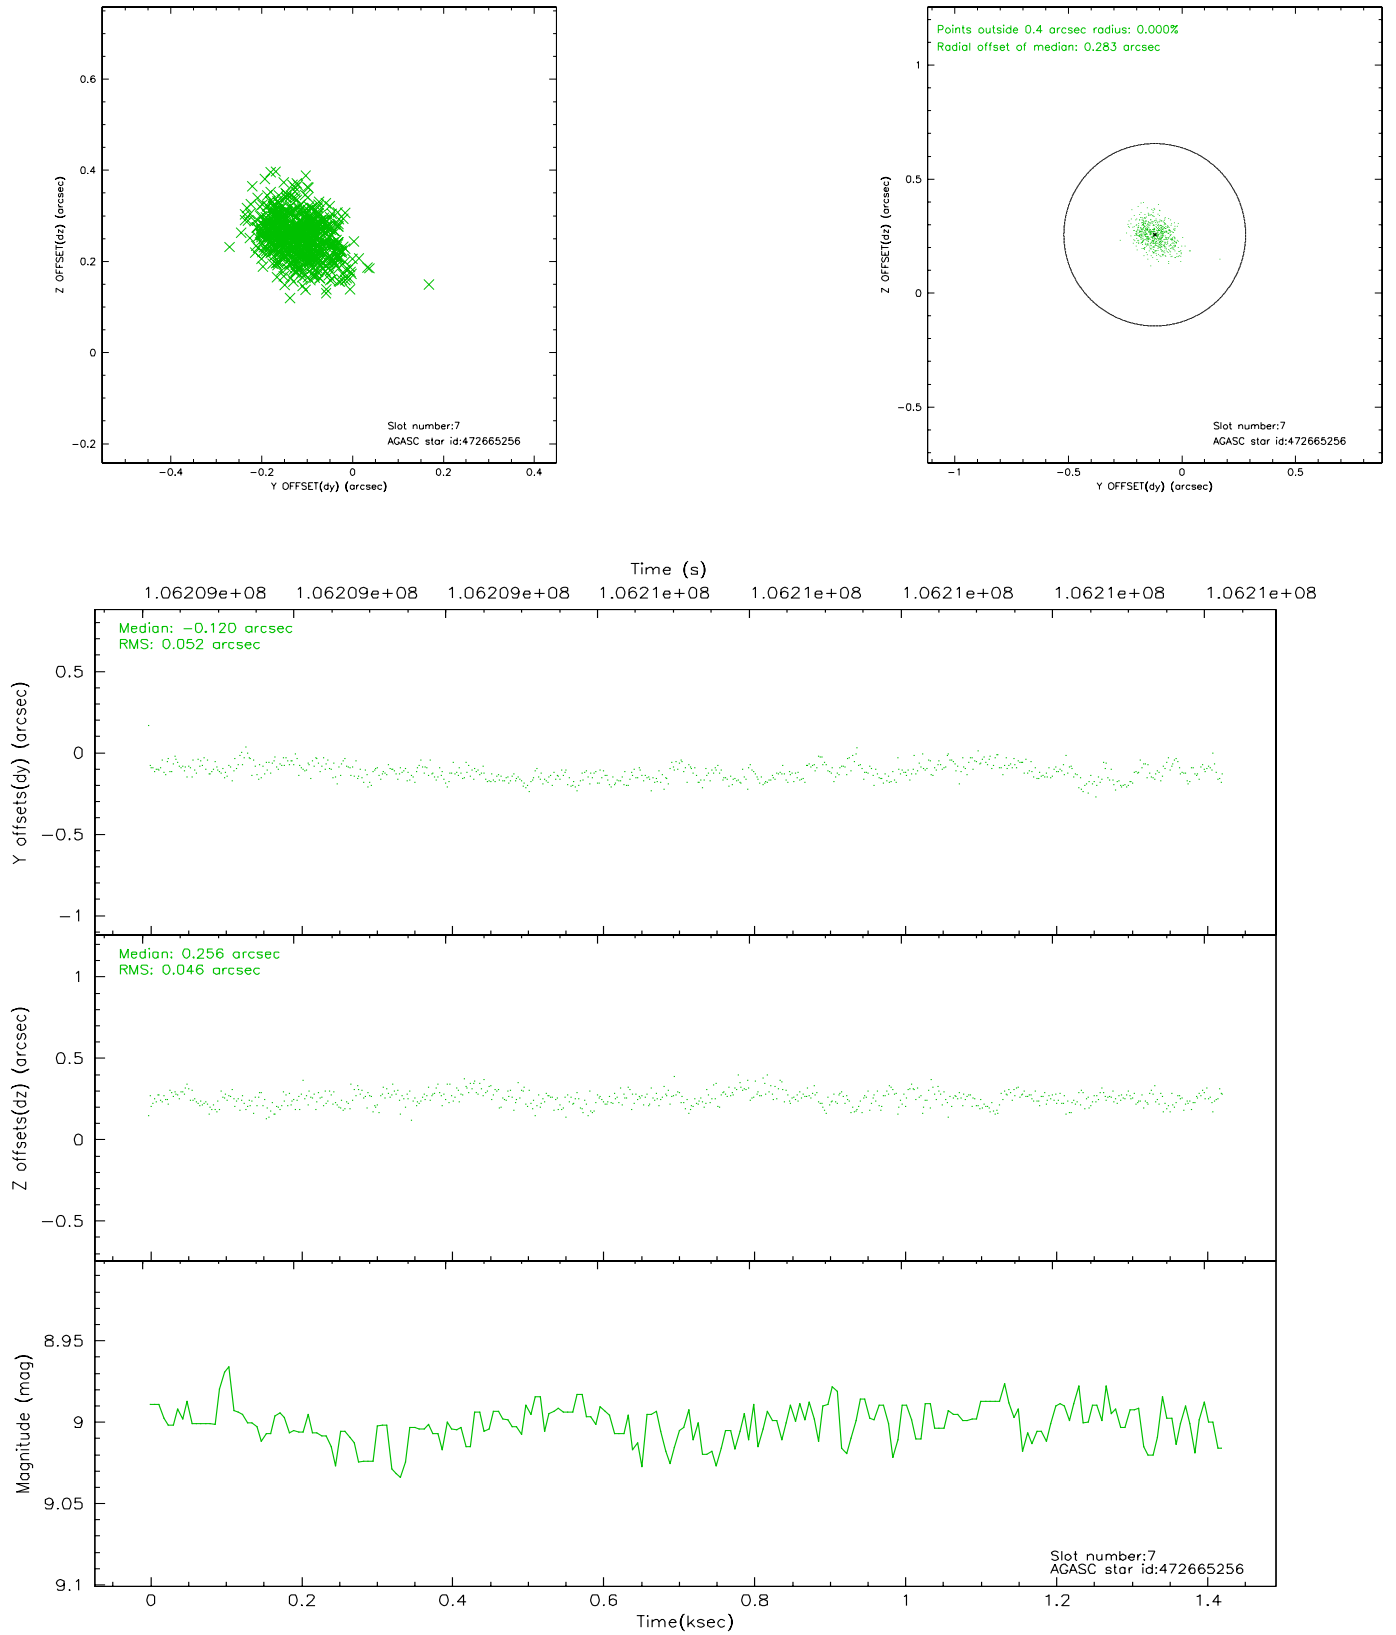 0.6
0.4
0.2
0
−0.2
Z OFFSET(dz) (arcsec)
Slot number:7
AGASC star id:472665256
−0.4 −0.2 0 0.2 0.4
Y OFFSET(dy) (arcsec)
Points outside 0.4 arcsec radius: 0.000%
Radial offset of median: 0.283 arcsec
1
0.5
0
−0.5
Z OFFSET(dz) (arcsec)
Slot number:7
AGASC star id:472665256
−1 −0.5 0 0.5
Y OFFSET(dy) (arcsec)
Time (s)
1.06209e+08 1.06209e+08 1.06209e+08 1.0621e+08 1.0621e+08 1.0621e+08 1.0621e+08 1.0621e+08
Median: −0.120 arcsec
RMS: 0.052 arcsec
0.5
0
−0.5
−1
Y offsets(dy) (arcsec)
Median: 0.256 arcsec
RMS: 0.046 arcsec
1
0.5
0
−0.5
Z offsets(dz) (arcsec)
8.95
9
9.05
9.1
Magnitude (mag)
Slot number:7
AGASC star id:472665256
0 0.2 0.4 0.6 0.8 1 1.2 1.4
Time(ksec)